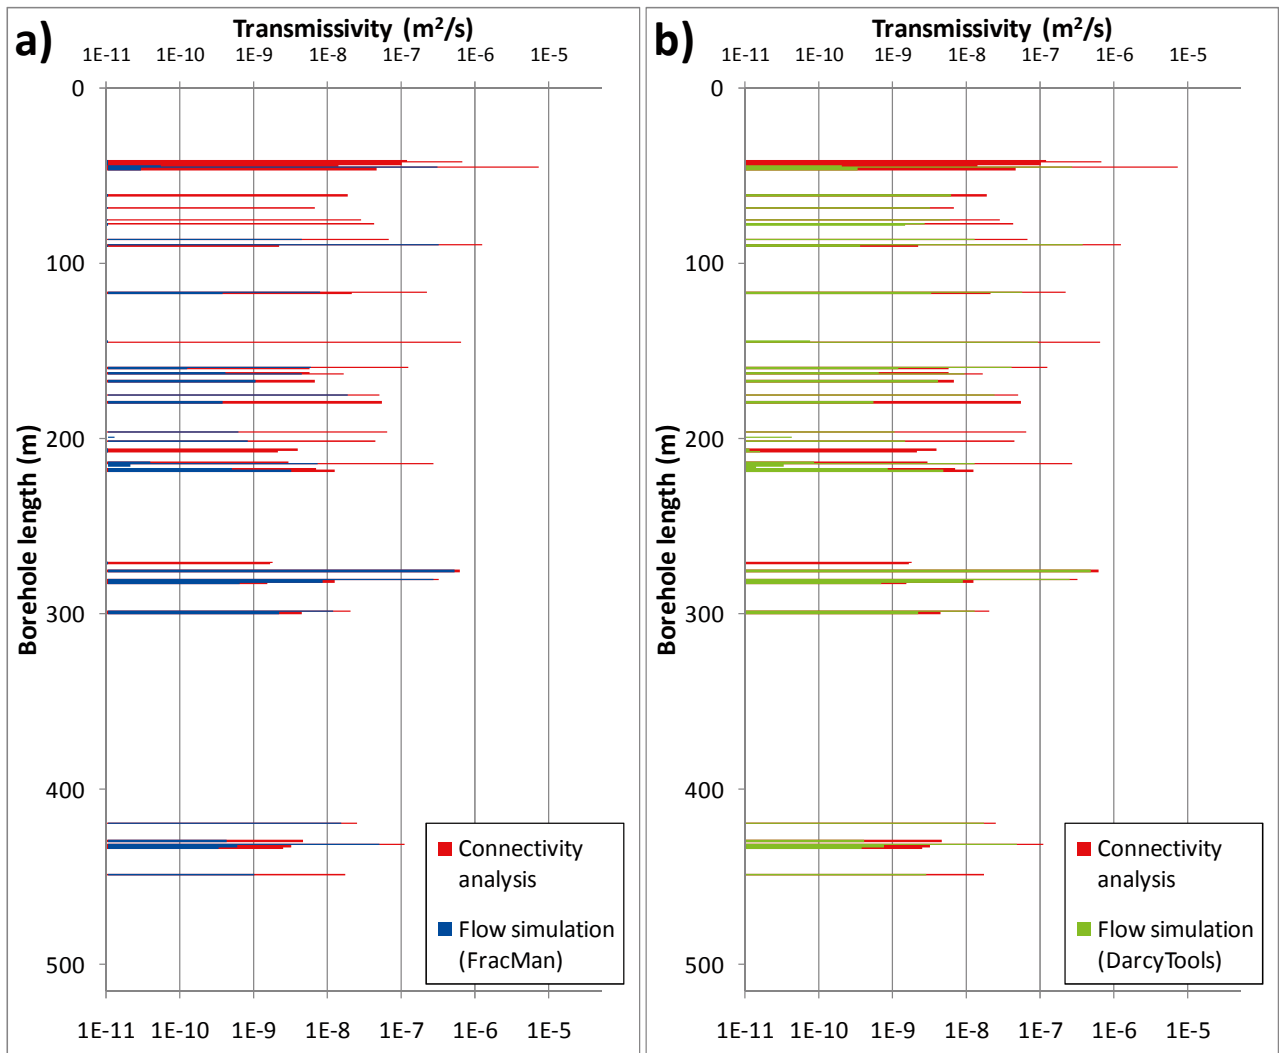 a)
Transmissivity (m²/s)
1E-11 1E-10 1E-9 1E-8 1E-7 1E-6 1E-5
0
100
200
300
400
500
Borehole length (m)
Connectivity
analysis
Flow simulation
(FracMan)
1E-11 1E-10 1E-9 1E-8 1E-7 1E-6 1E-5
b)
Transmissivity (m²/s)
1E-11 1E-10 1E-9 1E-8 1E-7 1E-6 1E-5
0
100
200
300
400
500
Borehole length (m)
Connectivity
analysis
Flow simulation
(DarcyTools)
1E-11 1E-10 1E-9 1E-8 1E-7 1E-6 1E-5